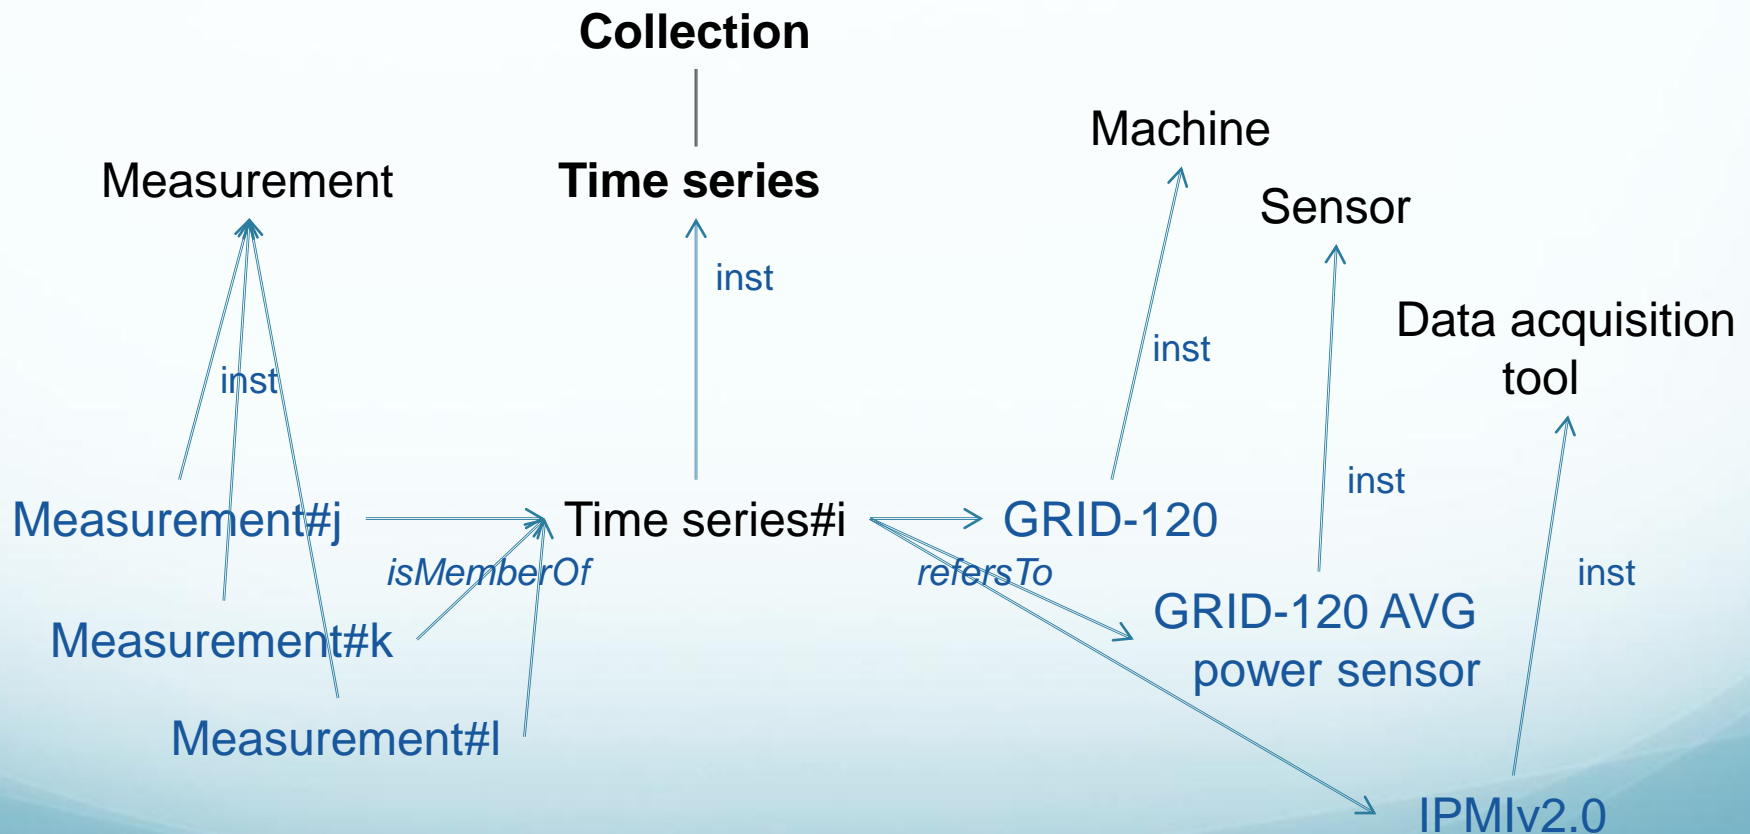 Collection
Machine
Measurement
Time series
Sensor
inst
Data acquisition
tool
inst
inst
inst
Measurement#j
Time series#i
GRID-120
isMemberOf
refersTo
inst
GRID-120 AVG
power sensor
Measurement#k
Measurement#l
IPMIv2.0